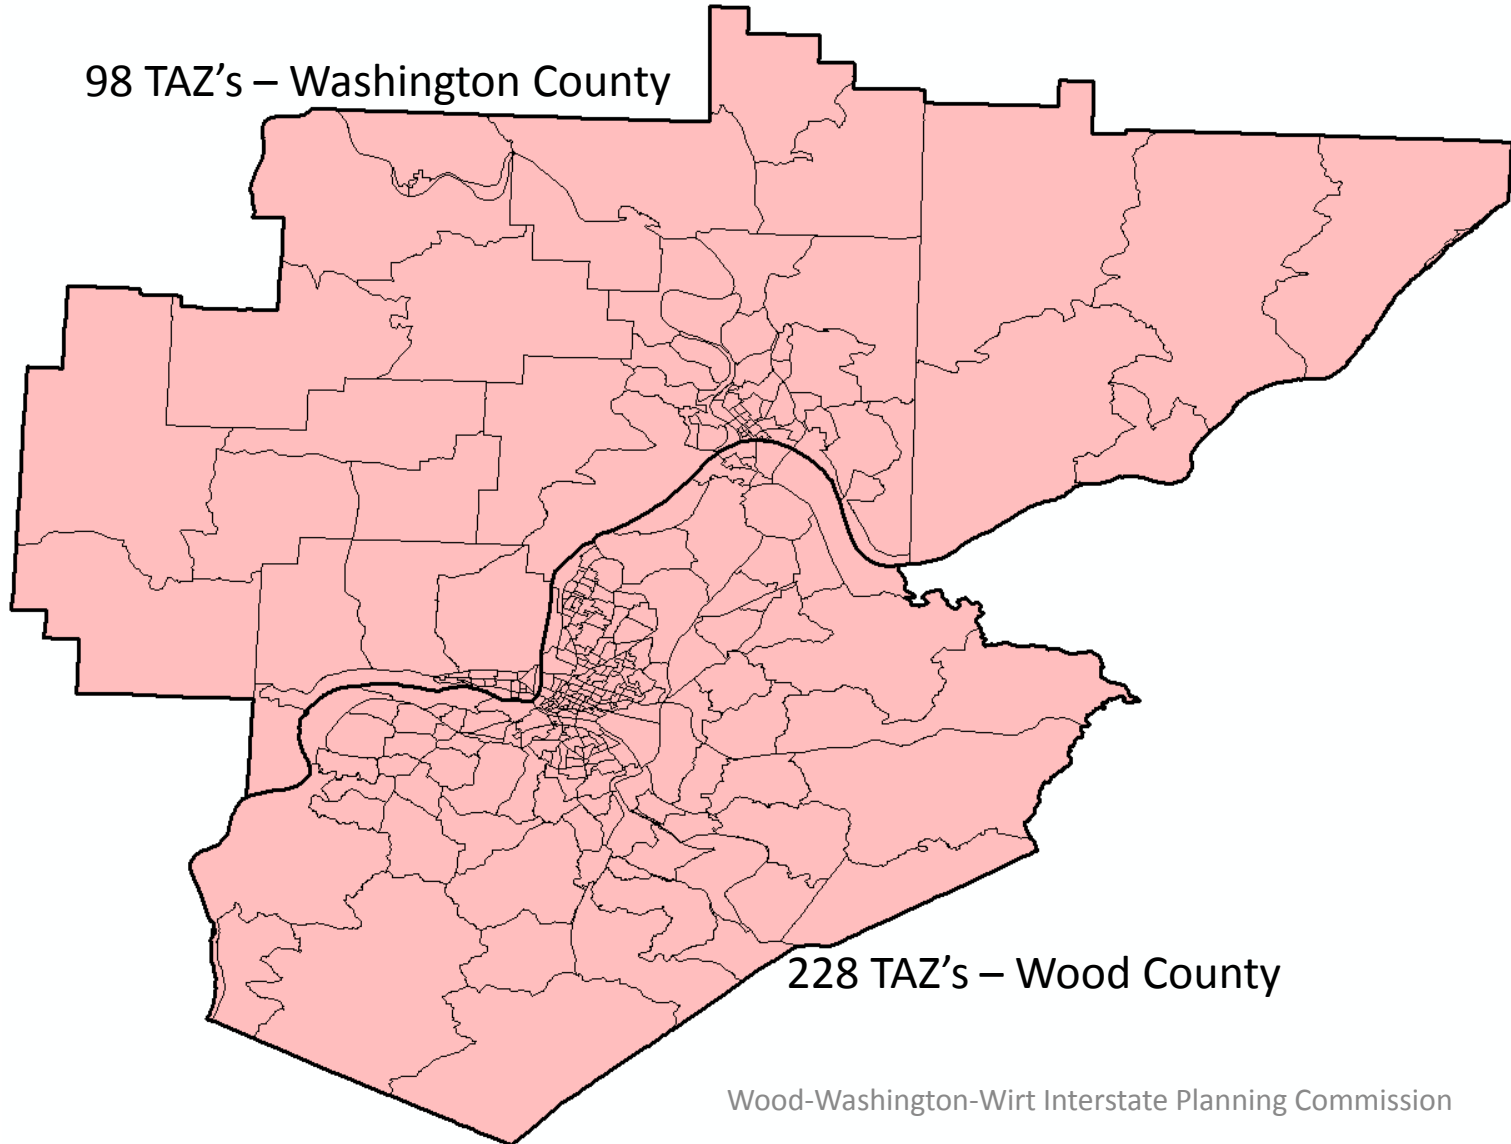 98 TAZ’s – Washington County
228 TAZ’s – Wood County
Wood-Washington-Wirt Interstate Planning Commission